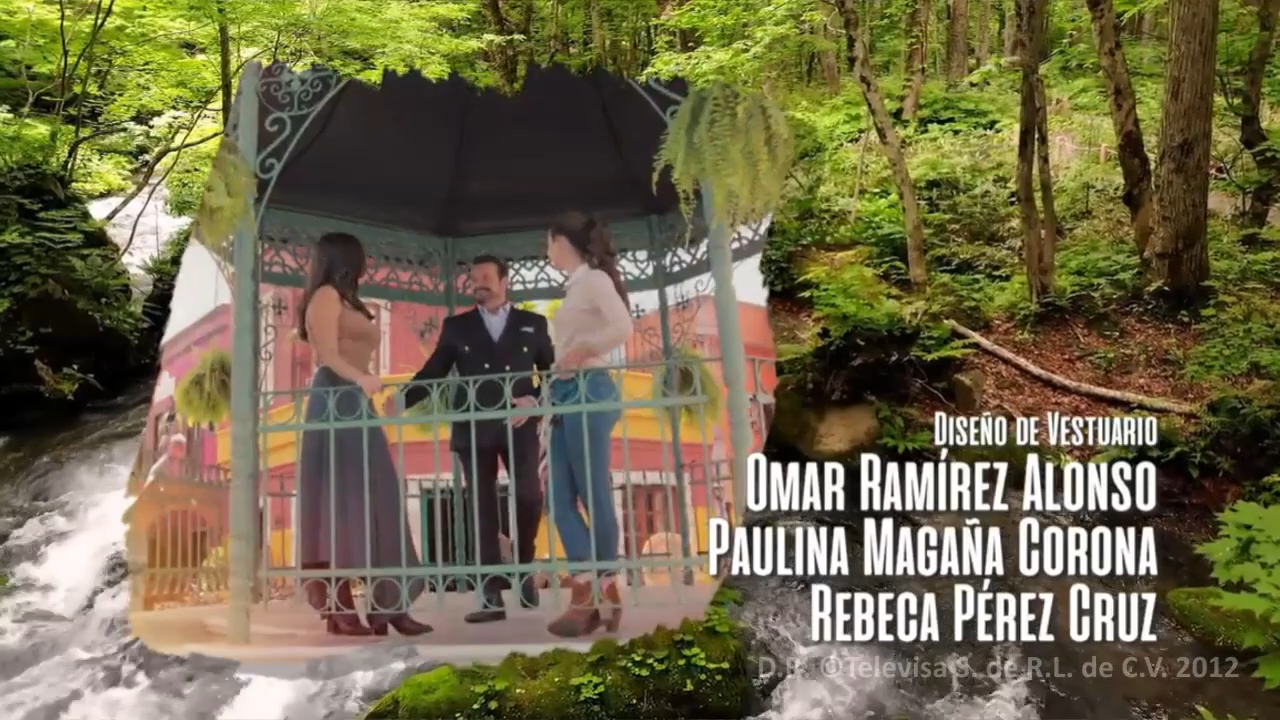 Diseño de Vestuario
Omar Ramírez Alonso
Paulina Magaña Corona
Rebeca Pérez Cruz
D.R. ©Televisa S. de R.L. de C.V. 2012